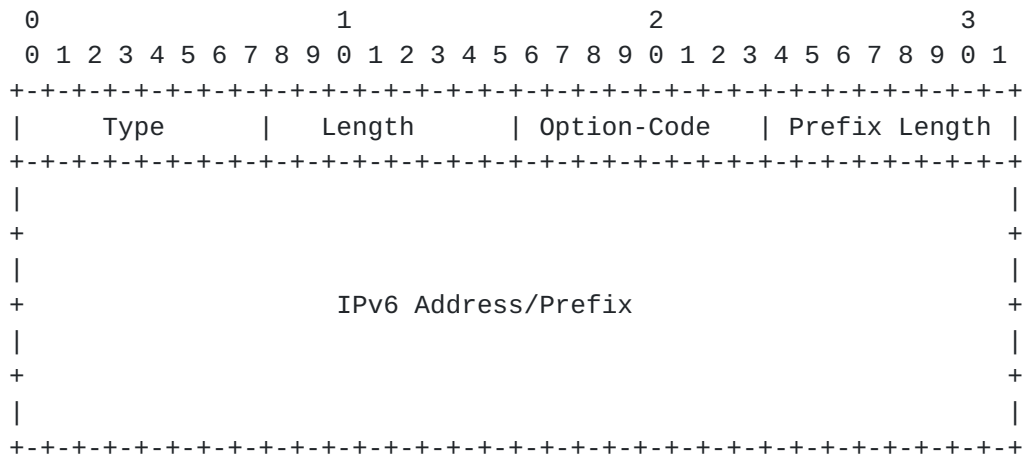 0                   1                   2                   3
 0 1 2 3 4 5 6 7 8 9 0 1 2 3 4 5 6 7 8 9 0 1 2 3 4 5 6 7 8 9 0 1
+-+-+-+-+-+-+-+-+-+-+-+-+-+-+-+-+-+-+-+-+-+-+-+-+-+-+-+-+-+-+-+-+
|     Type      |   Length      | Option-Code   | Prefix Length |
+-+-+-+-+-+-+-+-+-+-+-+-+-+-+-+-+-+-+-+-+-+-+-+-+-+-+-+-+-+-+-+-+
|                                                               |
+                                                               +
|                                                               |
+                    IPv6 Address/Prefix                        +
|                                                               |
+                                                               +
|                                                               |
+-+-+-+-+-+-+-+-+-+-+-+-+-+-+-+-+-+-+-+-+-+-+-+-+-+-+-+-+-+-+-+-+